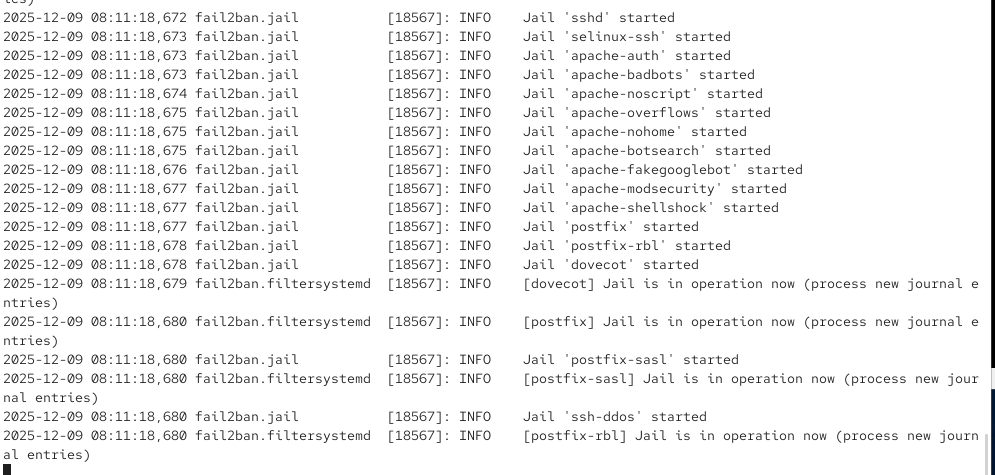 ies)
2025-12-09 08:11:18,672 fail2ban.jail           [18567]: INFO    Jail 'sshd' started
2025-12-09 08:11:18,673 fail2ban.jail           [18567]: INFO    Jail 'selinux-ssh' started
2025-12-09 08:11:18,673 fail2ban.jail           [18567]: INFO    Jail 'apache-auth' started
2025-12-09 08:11:18,673 fail2ban.jail           [18567]: INFO    Jail 'apache-badbots' started
2025-12-09 08:11:18,674 fail2ban.jail           [18567]: INFO    Jail 'apache-noscript' started
2025-12-09 08:11:18,675 fail2ban.jail           [18567]: INFO    Jail 'apache-overflows' started
2025-12-09 08:11:18,675 fail2ban.jail           [18567]: INFO    Jail 'apache-nohome' started
2025-12-09 08:11:18,675 fail2ban.jail           [18567]: INFO    Jail 'apache-botsearch' started
2025-12-09 08:11:18,676 fail2ban.jail           [18567]: INFO    Jail 'apache-fakegooglebot' started
2025-12-09 08:11:18,677 fail2ban.jail           [18567]: INFO    Jail 'apache-modsecurity' started
2025-12-09 08:11:18,677 fail2ban.jail           [18567]: INFO    Jail 'apache-shellshock' started
2025-12-09 08:11:18,677 fail2ban.jail           [18567]: INFO    Jail 'postfix' started
2025-12-09 08:11:18,678 fail2ban.jail           [18567]: INFO    Jail 'postfix-rbl' started
2025-12-09 08:11:18,678 fail2ban.jail           [18567]: INFO    Jail 'dovecot' started
2025-12-09 08:11:18,679 fail2ban.filtersystemd  [18567]: INFO    [dovecot] Jail is in operation now (process new journal e
ntries)
2025-12-09 08:11:18,680 fail2ban.filtersystemd  [18567]: INFO    [postfix] Jail is in operation now (process new journal e
ntries)
2025-12-09 08:11:18,680 fail2ban.jail           [18567]: INFO    Jail 'postfix-sasl' started
2025-12-09 08:11:18,680 fail2ban.filtersystemd  [18567]: INFO    [postfix-sasl] Jail is in operation now (process new jour
nal entries)
2025-12-09 08:11:18,680 fail2ban.jail           [18567]: INFO    Jail 'ssh-ddos' started
2025-12-09 08:11:18,680 fail2ban.filtersystemd  [18567]: INFO    [postfix-rbl] Jail is in operation now (process new journ
al entries)